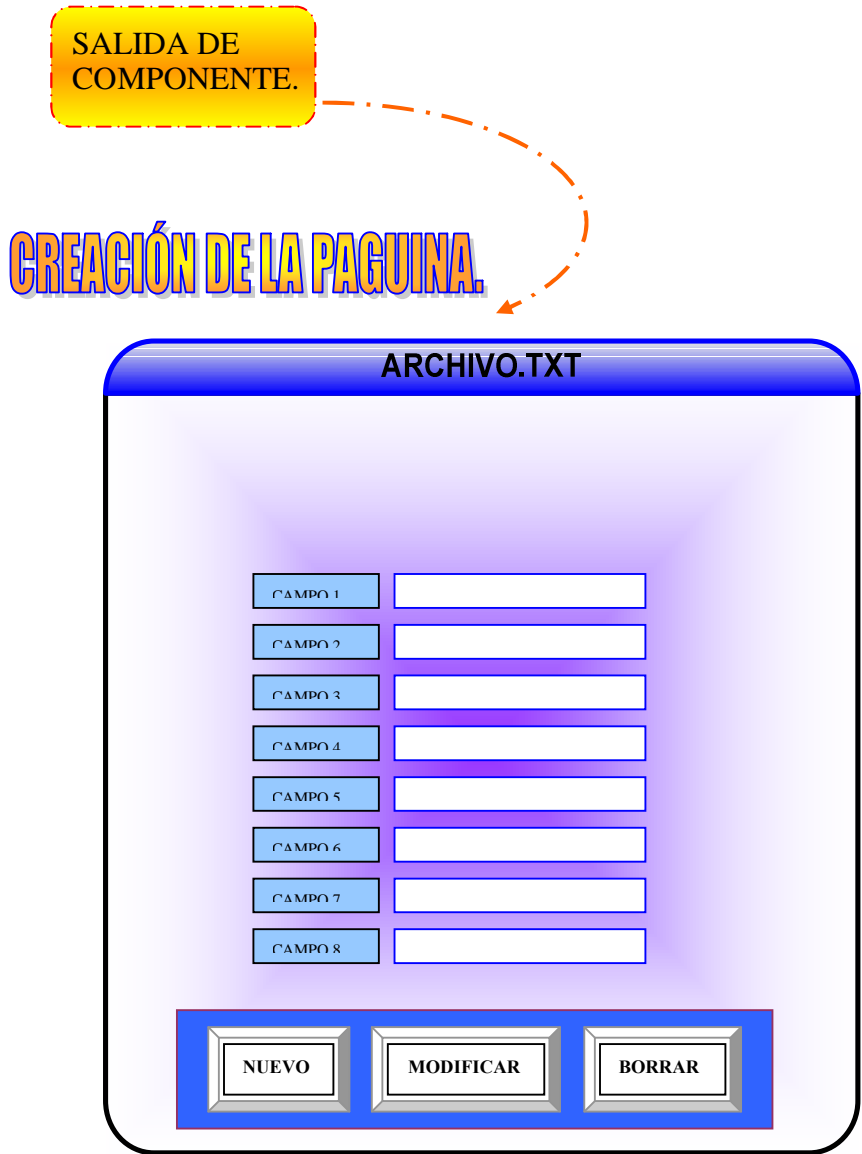 SALIDA DE
COMPONENTE.
CREACIÓN DE LA PAGUINA.
ARCHIVO.TXT
CAMPO 1
CAMPO 2
CAMPO 3
CAMPO 4
CAMPO 5
CAMPO 6
CAMPO 7
CAMPO 8
NUEVO MODIFICAR BORRAR